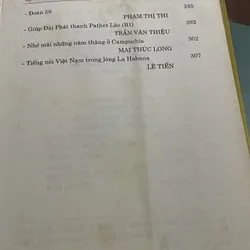 - Đoàn 59 285
PHẠM THỊ THI
- Giúp Đài Phát thanh Pathet Lào (B1) 292
TRẦN VĂN THIỆU
- Nhớ mãi những năm tháng ở Campuchia 302
MAI THÚC LONG
- Tiếng nói Việt Nam trong lòng La Habana 307
LÊ TIẾN